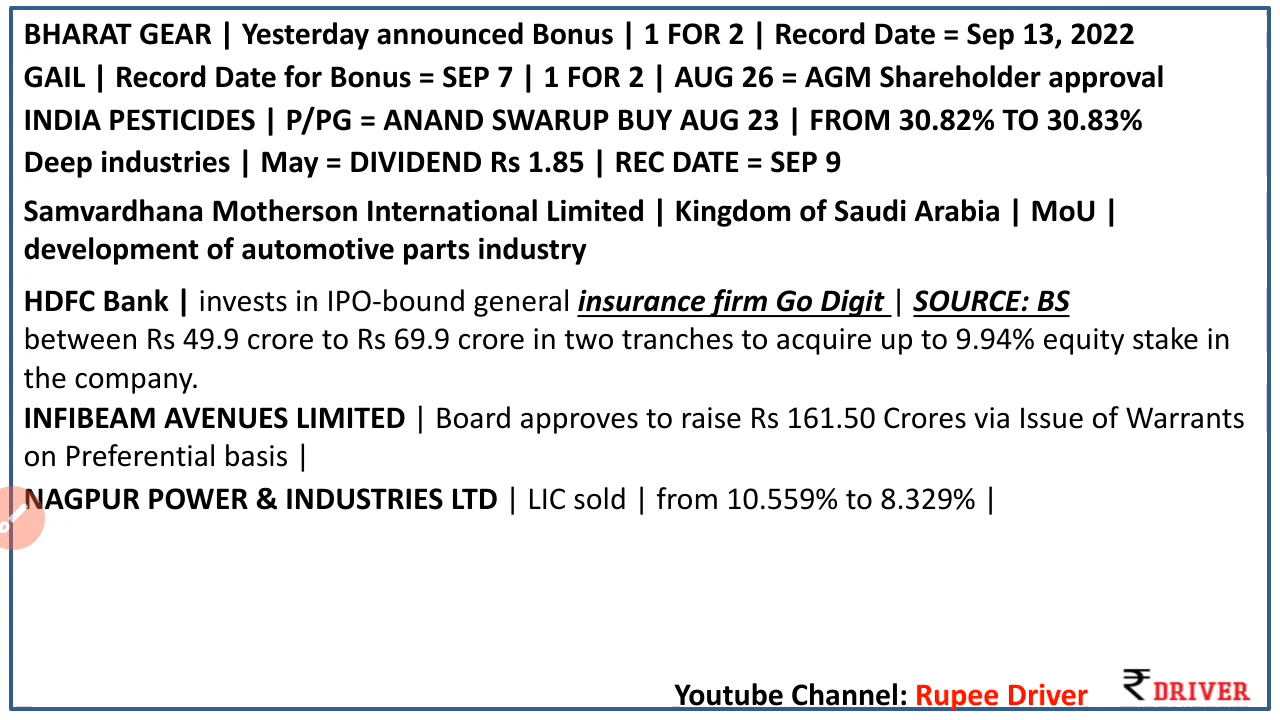 BHARAT GEAR | Yesterday announced Bonus | 1 FOR 2 | Record Date = Sep 13, 2022
GAIL | Record Date for Bonus = SEP 7 | 1 FOR 2 | AUG 26 = AGM Shareholder approval
INDIA PESTICIDES | P/PG = ANAND SWARUP BUY AUG 23 | FROM 30.82% TO 30.83%
Deep industries | May = DIVIDEND Rs 1.85 | REC DATE = SEP 9
Samvardhana Motherson International Limited | Kingdom of Saudi Arabia | MoU |
development of automotive parts industry
HDFC Bank | invests in IPO-bound general insurance firm Go Digit | SOURCE: BS
between Rs 49.9 crore to Rs 69.9 crore in two tranches to acquire up to 9.94% equity stake in
the company.
INFIBEAM AVENUES LIMITED | Board approves to raise Rs 161.50 Crores via Issue of Warrants
on Preferential basis |
NAGPUR POWER & INDUSTRIES LTD | LIC sold | from 10.559% to 8.329% |
Youtube Channel: Rupee Driver
₹ DRIVER